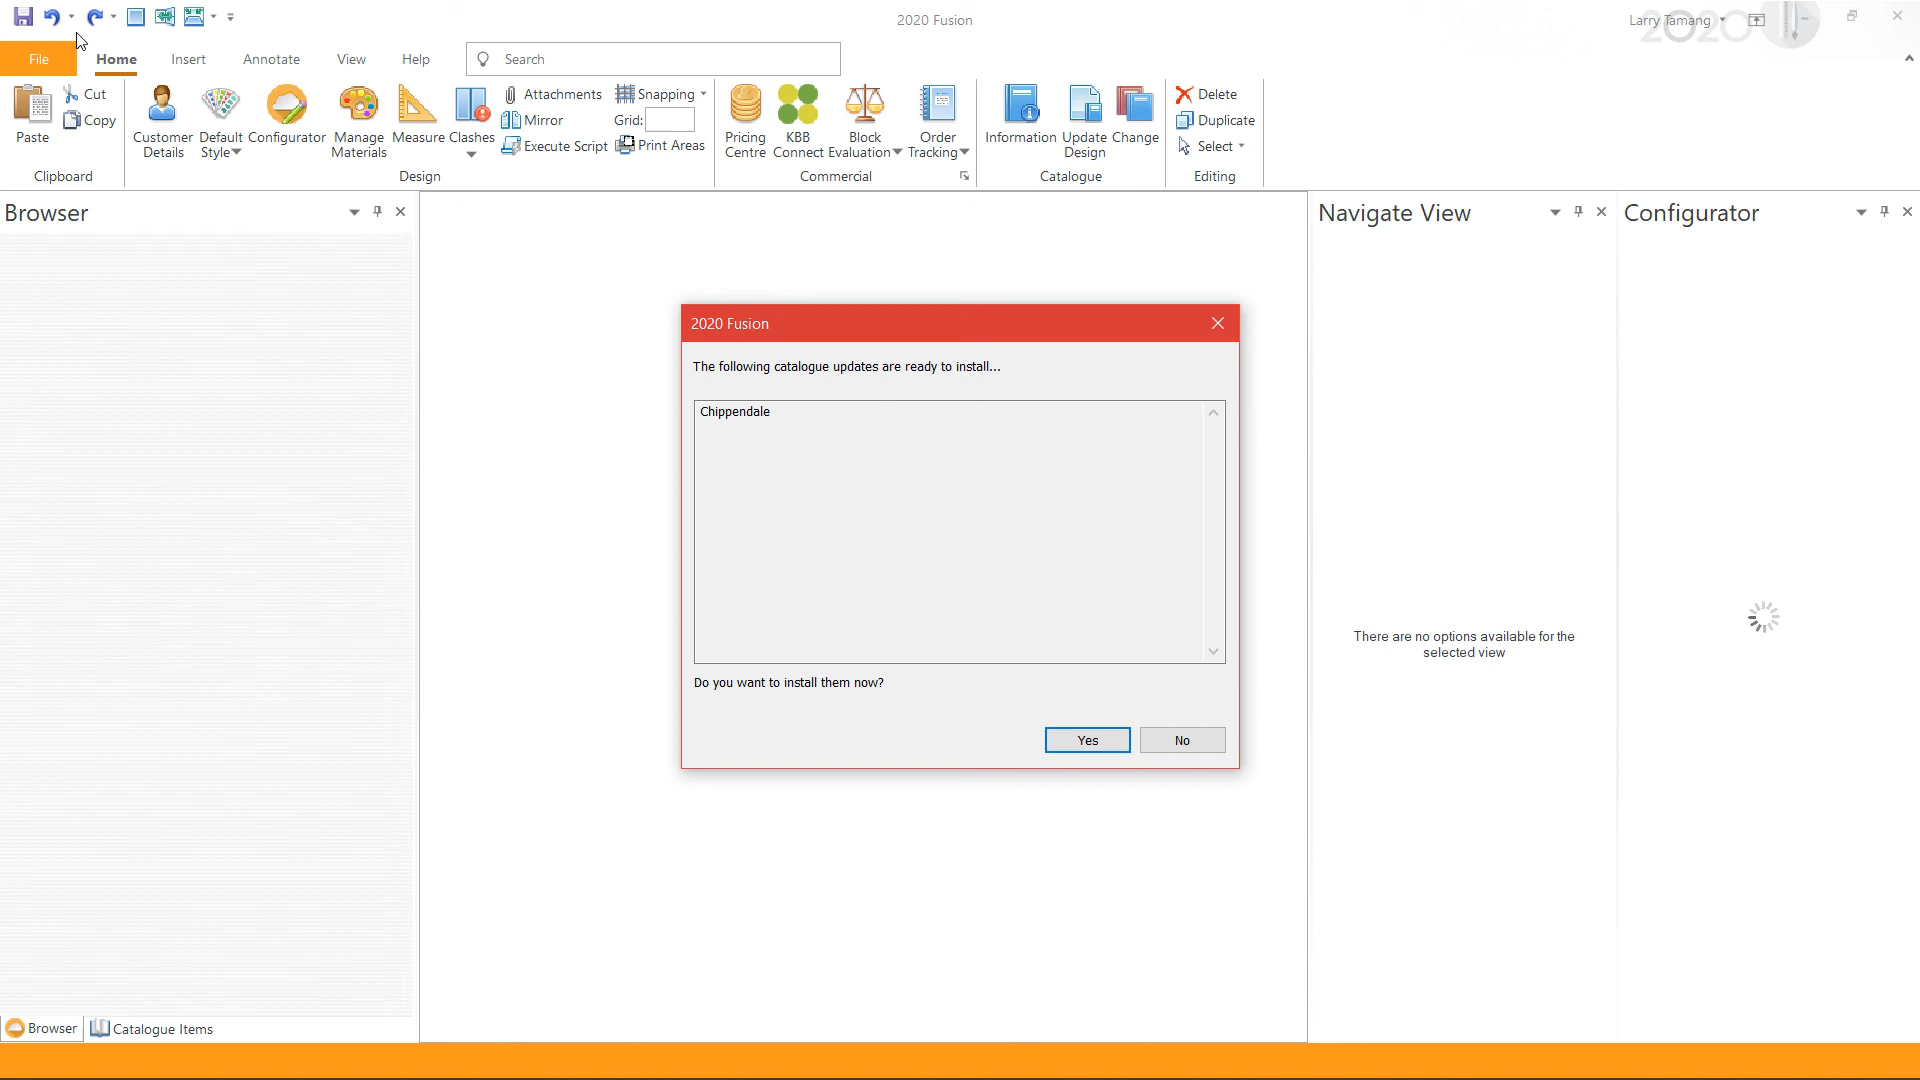 2020 Fusion
Larry Tamang
2020
File
Home
Insert
Annotate
View
Help
Search
Paste
Cut
Copy
Clipboard
Customer
Details
Default
Style
Configurator
Manage
Materials
Measure
Clashes
Attachments
Mirror
Execute Script
Snapping
Grid:
Print Areas
Design
Pricing
Centre
KBB
Connect
Block
Evaluation
Order
Tracking
Commercial
Information
Update
Design
Change
Catalogue
Delete
Duplicate
Select
Editing
Browser
Navigate View
Configurator
2020 Fusion
The following catalogue updates are ready to install...
Chippendale
Do you want to install them now?
Yes
No
There are no options available for the
selected view
Browser
Catalogue Items